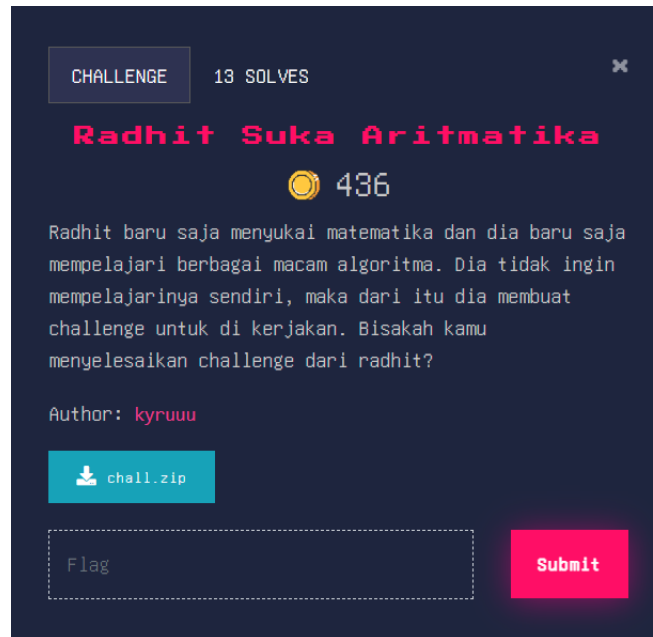 CHALLENGE
13 SOLVES
×
Radhit Suka Aritmatika
436
Radhit baru saja menyukai matematika dan dia baru saja
mempelajari berbagai macam algoritma. Dia tidak ingin
mempelajarinya sendiri, maka dari itu dia membuat
challenge untuk di kerjakan. Bisakah kamu
menyelesaikan challenge dari radhit?
Author: kyruuu
chall.zip
Flag
Submit